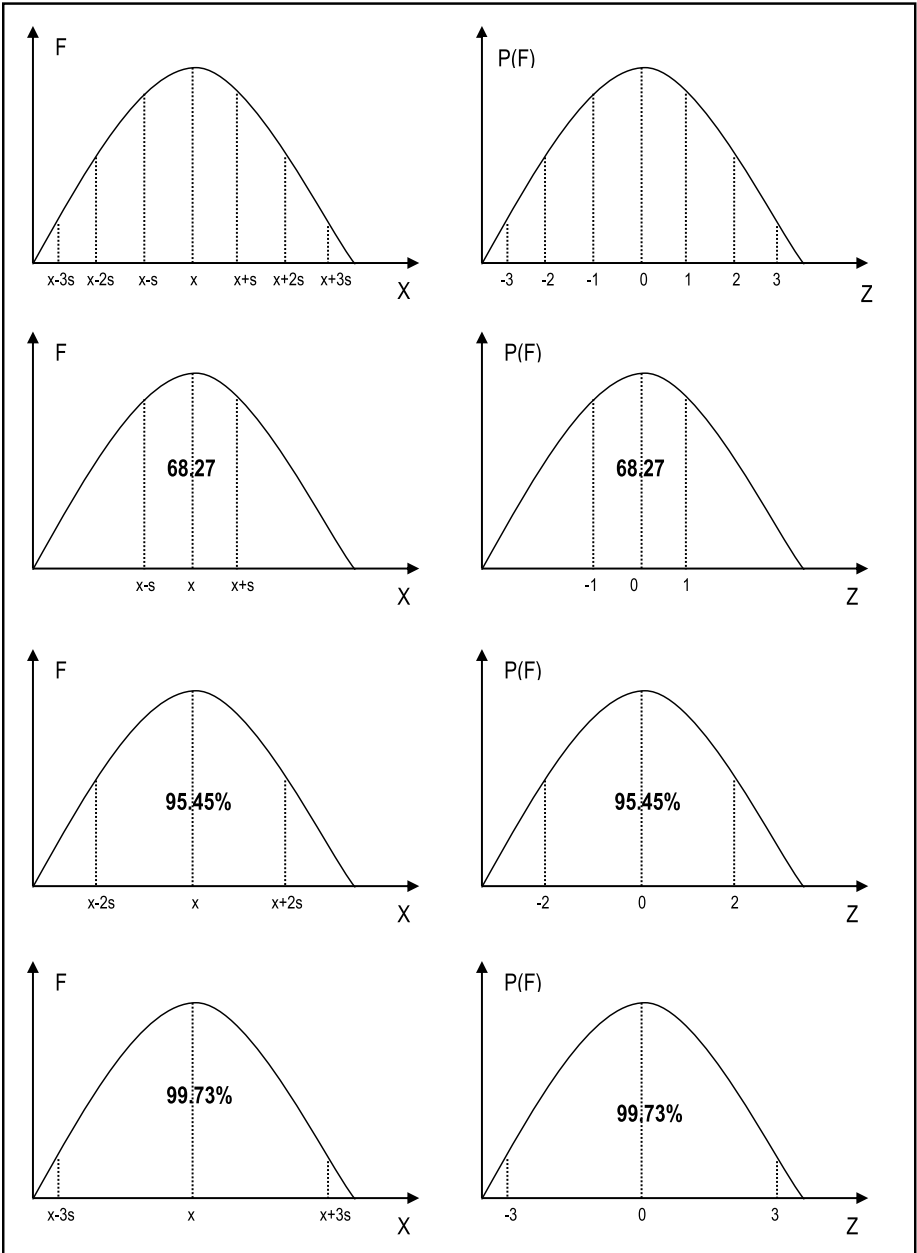 F
P(F)
x-3s x-2s x-s x x+s x+2s x+3s
X
-3 -2 -1 0 1 2 3
Z
F
P(F)
68.27
68.27
x-s x x+s
X
-1 0 1
Z
F
P(F)
95.45%
95.45%
x-2s x x+2s
X
-2 0 2
Z
F
P(F)
99.73%
99.73%
x-3s x x+3s
X
-3 0 3
Z